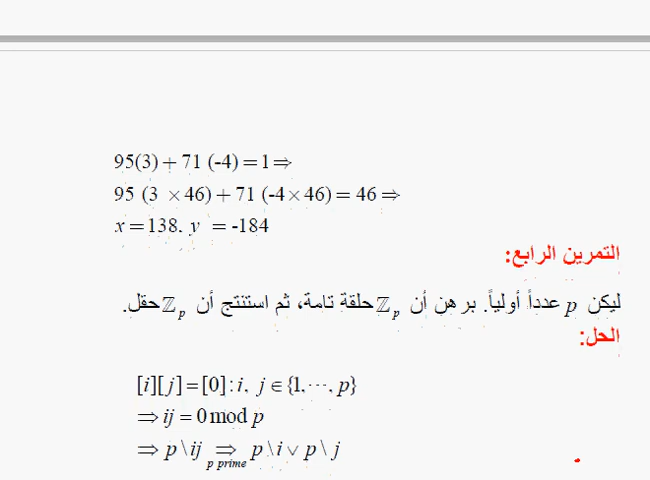 95(3)+71 (-4)=1⇒
95 (3 ×46)+71 (-4×46)= 46⇒
x =138. y = -184
التمرين الرابع:
ليكن p عدداً أولياً. برهن أن ℤp حلقة تامة، ثم استنتج أن ℤp حقل.
الحل:
[i][j]=[0]:i, j∈{1,⋯, p}
⇒ij = 0 mod p
⇒ p\ij ⇒ p prime p\i∨p\j